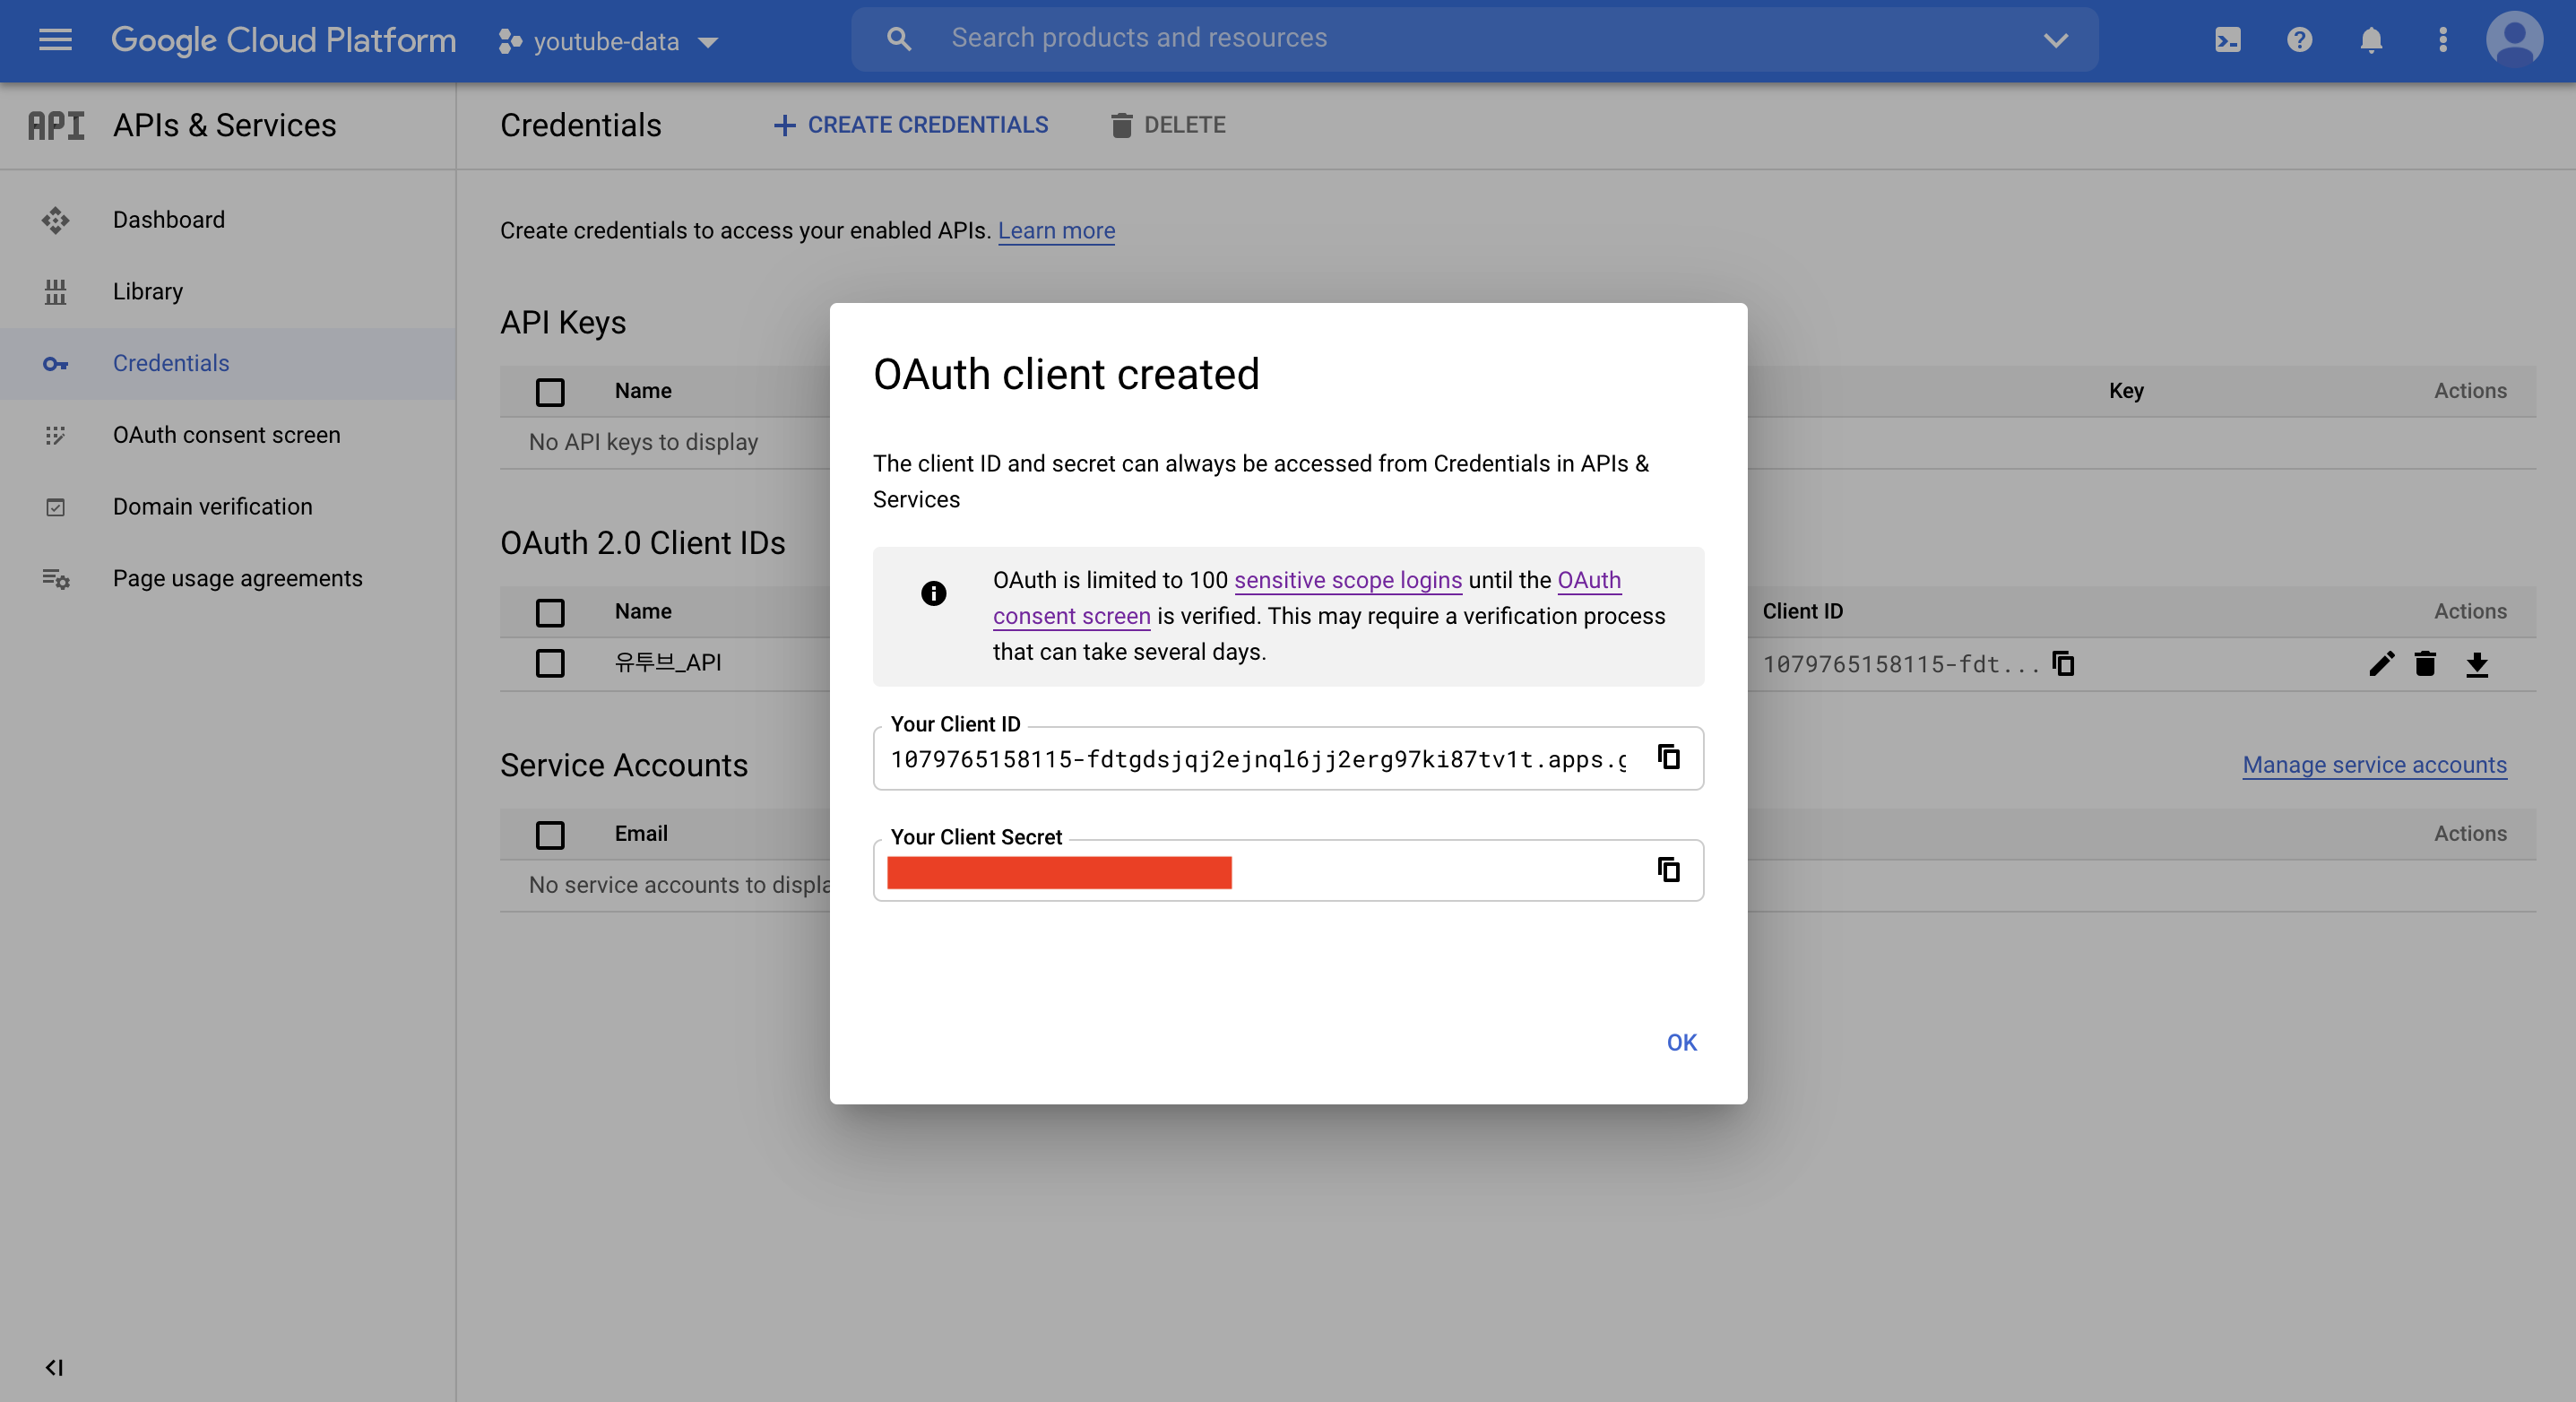 Google Cloud Platform
youtube-data
Search products and resources
API
APIs & Services
Credentials
CREATE CREDENTIALS
DELETE
Dashboard
Library
Credentials
OAuth consent screen
Domain verification
Page usage agreements
Create credentials to access your enabled APIs. Learn more
API Keys
Name
Key
Actions
No API keys to display
OAuth 2.0 Client IDs
Name
Client ID
Actions
유투브_API
1079765158115-fdt...
Service Accounts
Manage service accounts
Email
Actions
No service accounts to displa
OAuth client created
The client ID and secret can always be accessed from Credentials in APIs &
Services
OAuth is limited to 100 sensitive scope logins until the OAuth
consent screen is verified. This may require a verification process
that can take several days.
Your Client ID
1079765158115-fdtgdsjqj2ejnql6jj2erg97ki87tv1t.apps.g
Your Client Secret
OK